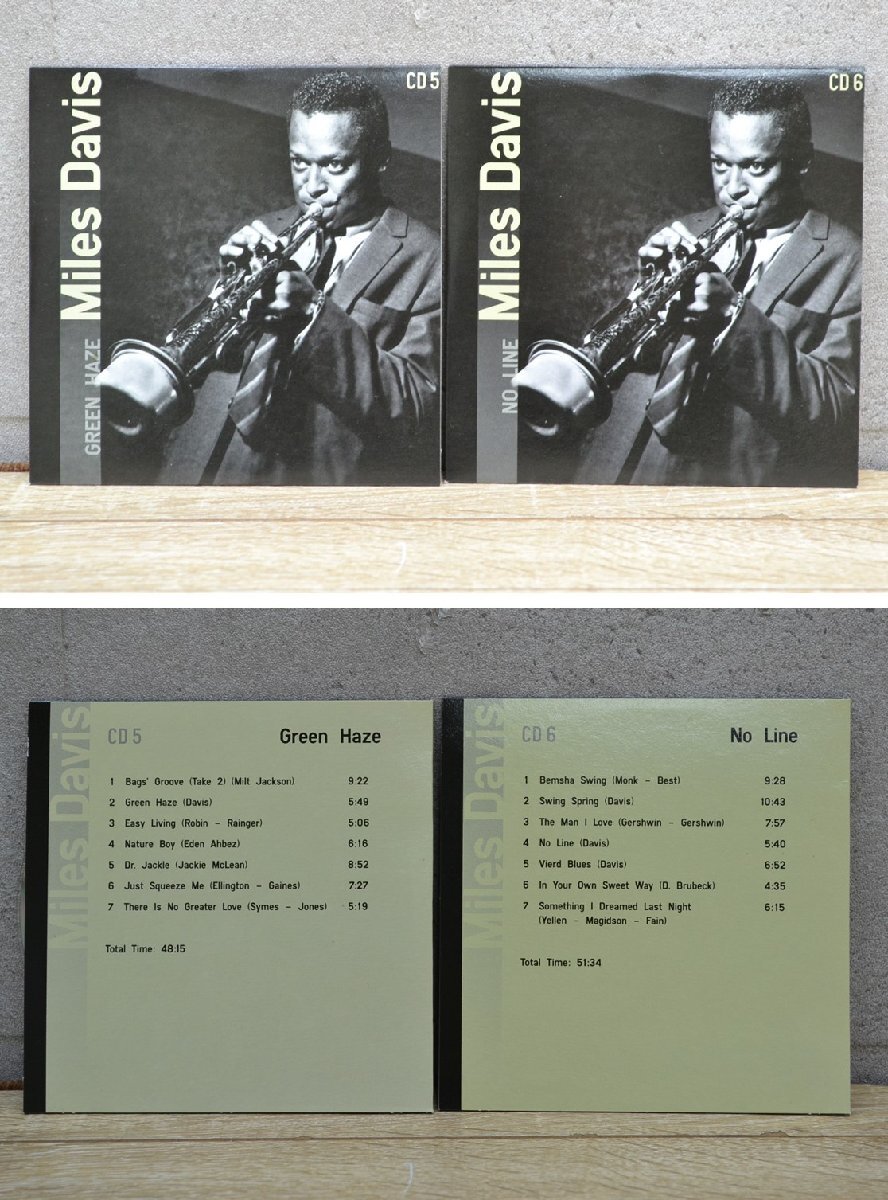 CD 5
Miles Davis
GREEN HAZE
CD 6
Miles Davis
NO LINE
Miles Davis
CD 5
Green Haze
1 Bags' Groove (Take 2) (Milt Jackson) 9:22
2 Green Haze (Davis) 5:49
3 Easy Living (Robin - Rainger) 5:06
4 Nature Boy (Eden Ahbez) 6:16
5 Dr. Jackle (Jackie McLean) 8:52
6 Just Squeeze Me (Ellington - Gaines) 7:27
7 There Is No Greater Love (Symes - Jones) 5:19
Total Time: 48:15
Miles Davis
CD 6
No Line
1 Bemsha Swing (Monk - Best) 9:28
2 Swing Spring (Davis) 10:43
3 The Man I Love (Gershwin - Gershwin) 7:57
4 No Line (Davis) 5:40
5 Vierd Blues (Davis) 6:52
6 In Your Own Sweet Way (D. Brubeck) 4:35
7 Something I Dreamed Last Night 6:15
(Yellen - Magidson - Fain)
Total Time: 51:34